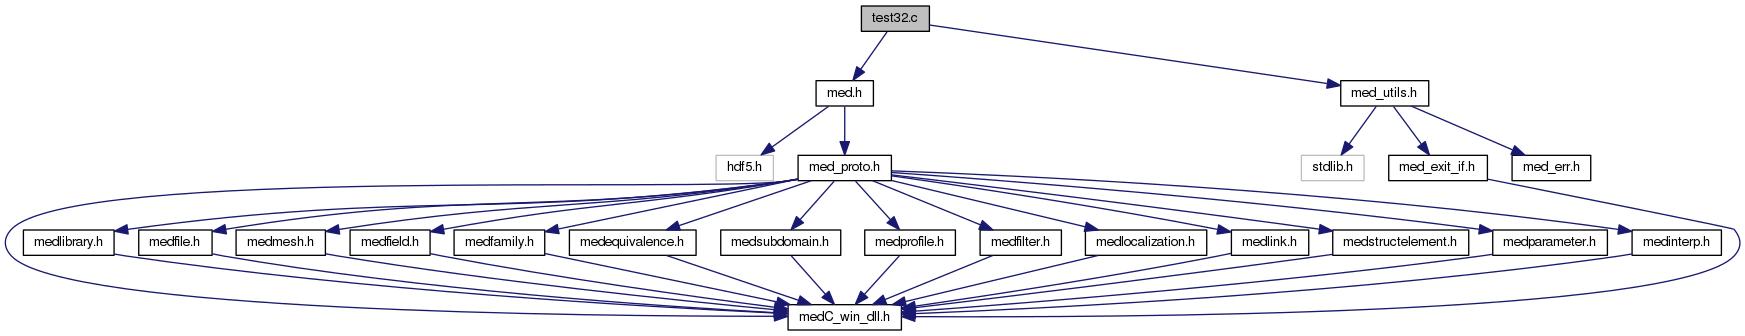 test32.c
med.h
med_utils.h
hdf5.h
med_proto.h
stdlib.h
med_exit_if.h
med_err.h
medlibrary.h
medfile.h
medmesh.h
medfield.h
medfamily.h
medequivalence.h
medsubdomain.h
medprofile.h
medfilter.h
medlocalization.h
medlink.h
medstructelement.h
medparameter.h
medinterp.h
medC_win_dll.h